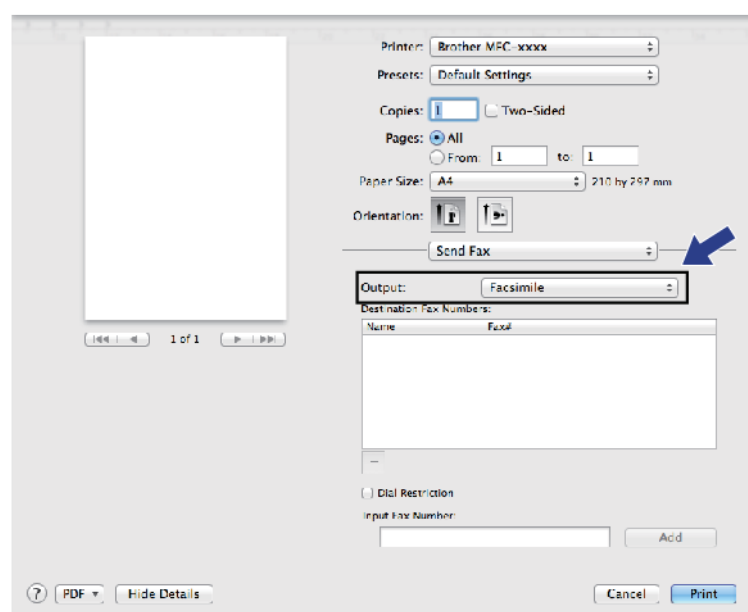 Printer: Brother MFC-xxxx
Presets: Default Settings
Copies: 1 Two-Sided
Pages: All
From: 1 to: 1
Paper Size: A4 210 by 297 mm
Orientation:
Send Fax
Output: Facsimile
Destination Fax Numbers:
Name Fax#
1 of 1
–
Dial Restriction
Input Fax Number:
Add
? PDF Hide Details Cancel Print